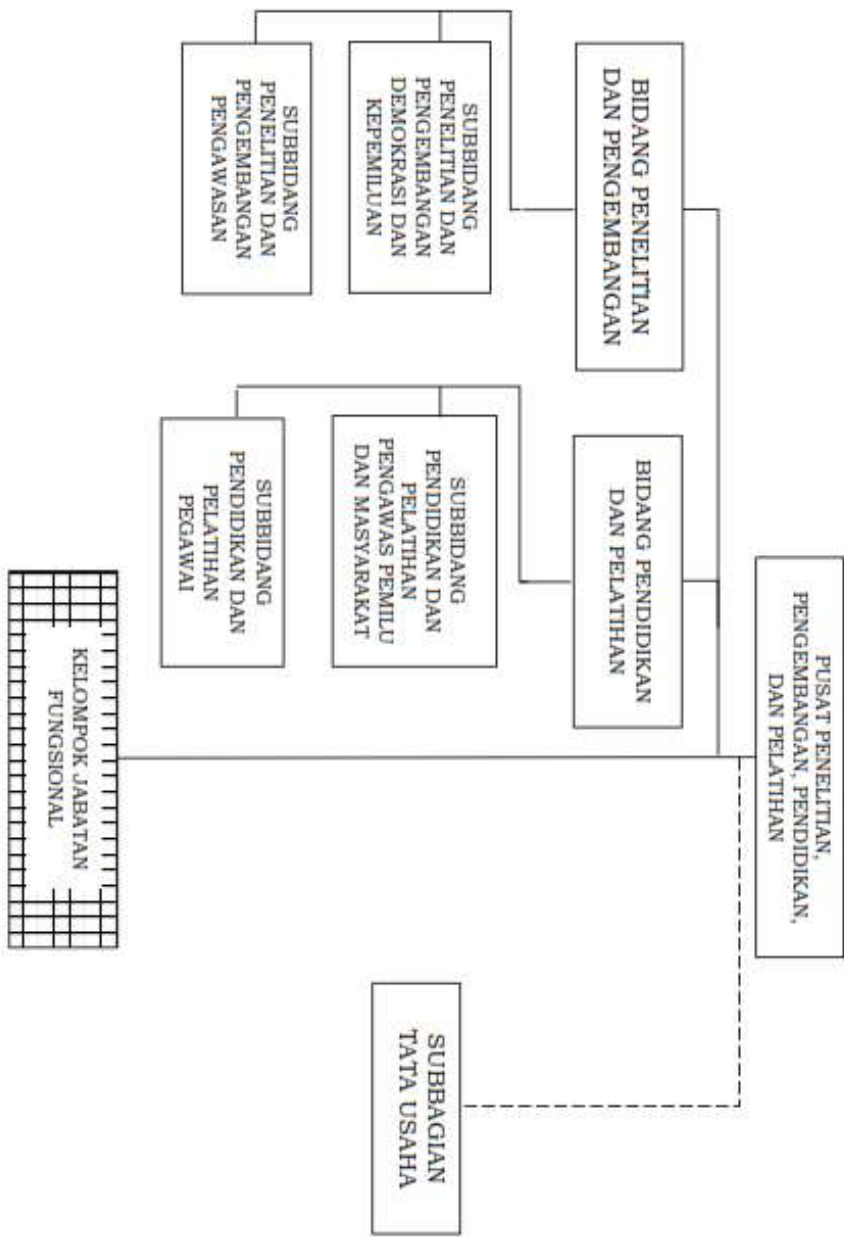 PUSAT PENELITIAN,
PENGEMBANGAN, PENDIDIKAN,
DAN PELATIHAN
SUBBAGIAN
TATA USAHA
BIDANG PENELITIAN
DAN PENGEMBANGAN
BIDANG PENDIDIKAN
DAN PELATIHAN
SUBBIDANG
PENELITIAN DAN
PENGEMBANGAN
DEMOKRASI DAN
KEPEMILUAN
SUBBIDANG
PENDIDIKAN DAN
PELATIHAN
PENGAWAS PEMILU
DAN MASYARAKAT
SUBBIDANG
PENELITIAN DAN
PENGEMBANGAN
PENGAWASAN
SUBBIDANG
PENDIDIKAN DAN
PELATIHAN
PEGAWAI
KELOMPOK JABATAN
FUNGSIONAL